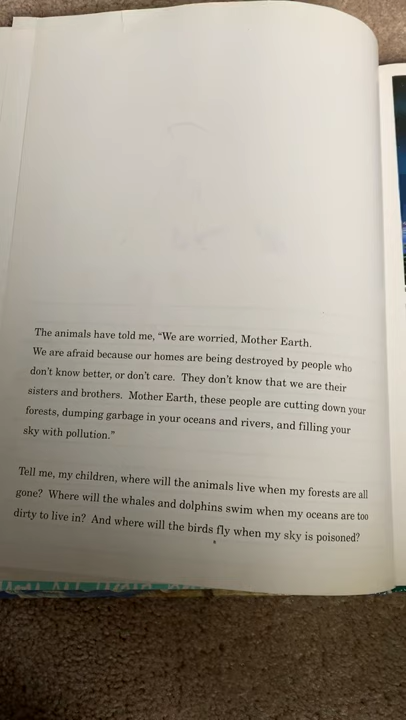 The animals have told me, “We are worried, Mother Earth.
We are afraid because our homes are being destroyed by people who
don’t know better, or don’t care. They don’t know that we are their
sisters and brothers. Mother Earth, these people are cutting down your
forests, dumping garbage in your oceans and rivers, and filling your
sky with pollution.”
Tell me, my children, where will the animals live when my forests are all
gone? Where will the whales and dolphins swim when my oceans are too
dirty to live in? And where will the birds fly when my sky is poisoned?